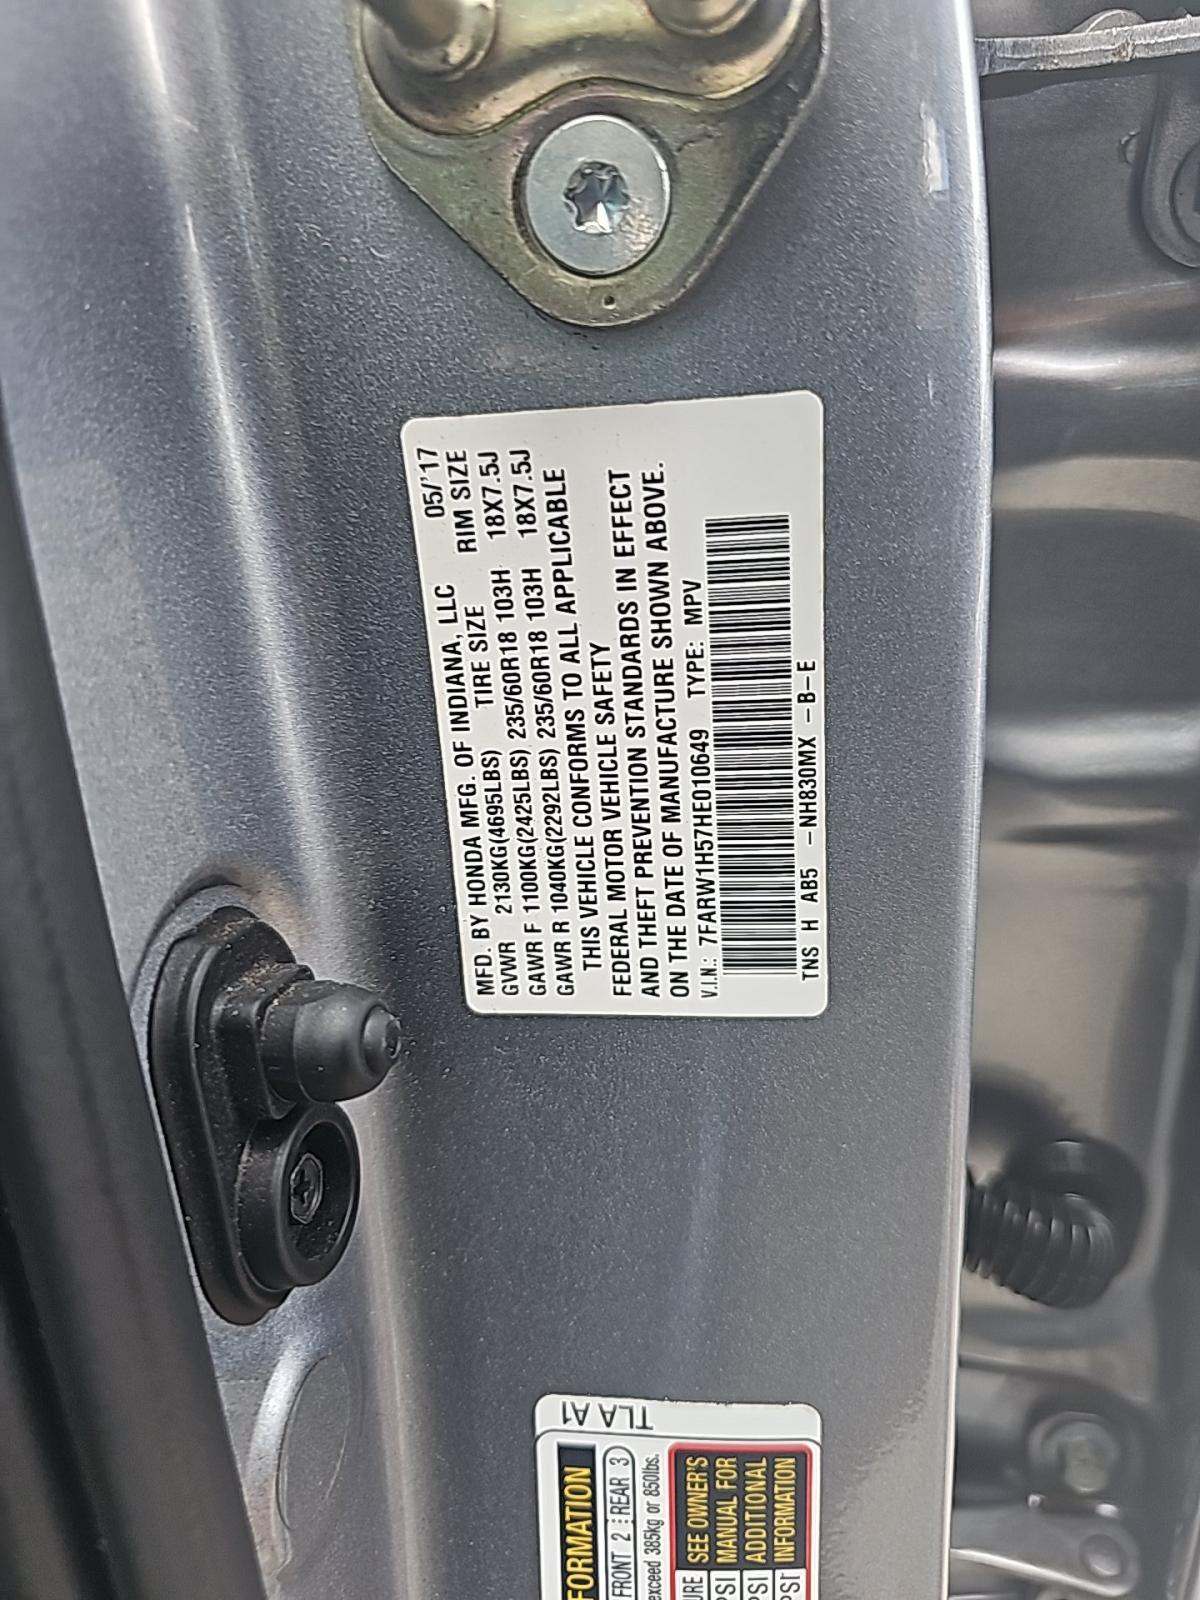 MFD. BY HONDA MFG. OF INDIANA, LLC 05/'17
GVWR 2130KG(4695LBS) TIRE SIZE RIM SIZE
GAWR F 1100KG(2425LBS) 235/60R18 103H 18X7.5J
GAWR R 1040KG(2292LBS) 235/60R18 103H 18X7.5J
THIS VEHICLE CONFORMS TO ALL APPLICABLE
FEDERAL MOTOR VEHICLE SAFETY
AND THEFT PREVENTION STANDARDS IN EFFECT
ON THE DATE OF MANUFACTURE SHOWN ABOVE.
V.I.N.: 7FARW1H57HE010649 TYPE: MPV
TNS H AB5 -NH830MX -B-E
TLA A1
FORMATION
FRONT 2 REAR 3
exceed 385kg or 850lbs.
SEE OWNER'S
MANUAL FOR
ADDITIONAL
INFORMATION
URE
PSI
PSI
PSI